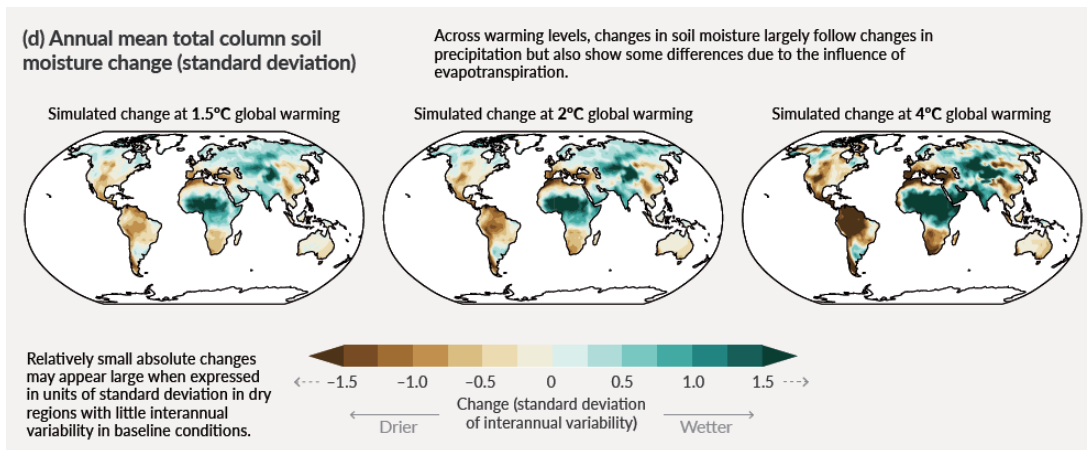 (d) Annual mean total column soil
moisture change (standard deviation)
Across warming levels, changes in soil moisture largely follow changes in
precipitation but also show some differences due to the influence of
evapotranspiration.
Simulated change at 1.5ºC global warming
Simulated change at 2ºC global warming
Simulated change at 4ºC global warming
Relatively small absolute changes
may appear large when expressed
in units of standard deviation in dry
regions with little interannual
variability in baseline conditions.
−1.5 −1.0 −0.5 0 0.5 1.0 1.5
Change (standard deviation
of interannual variability)
Drier
Wetter